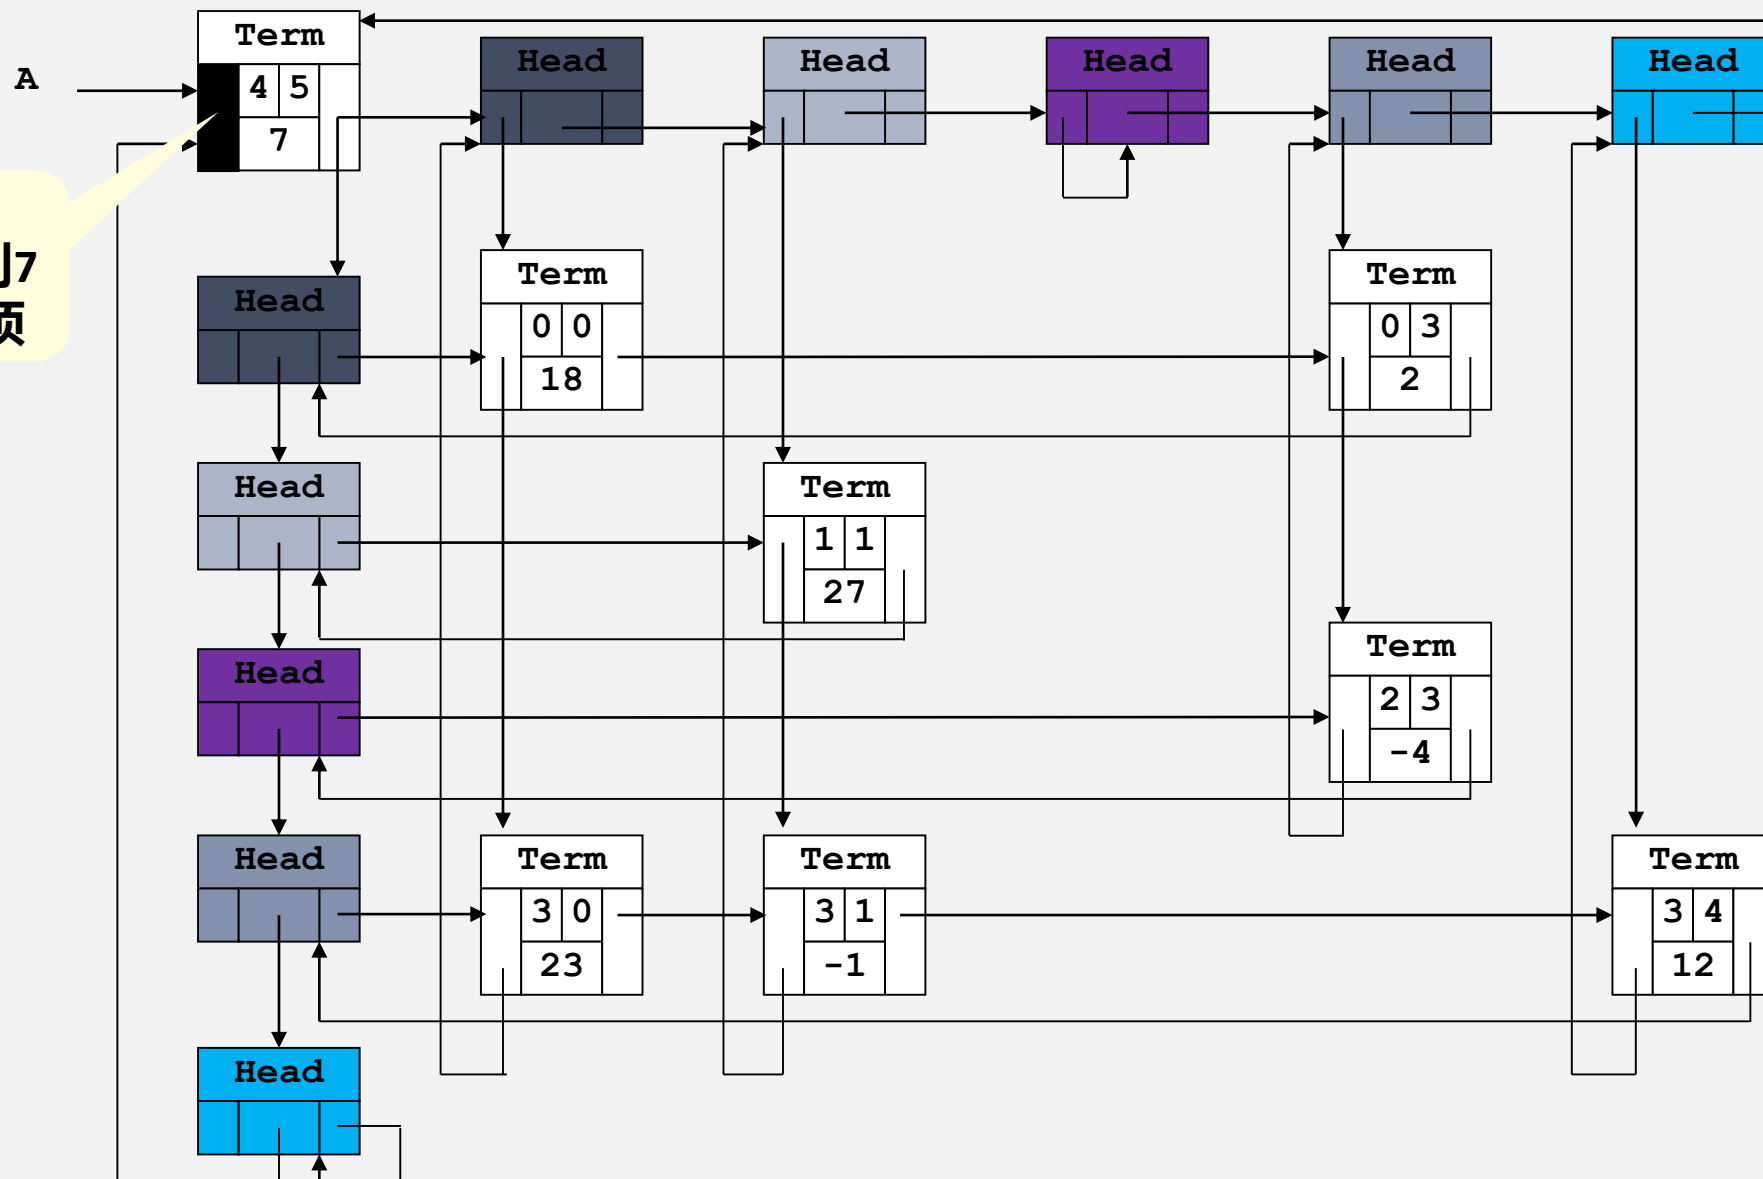 Term
Head Head Head Head Head
A
4 5
7
7
项
Term Term
Head
0 0 0 3
18 2
Head Term
1 1
27
Term
Head
2 3
-4
Head Term Term Term
3 0 3 1 3 4
23 -1 12
Head